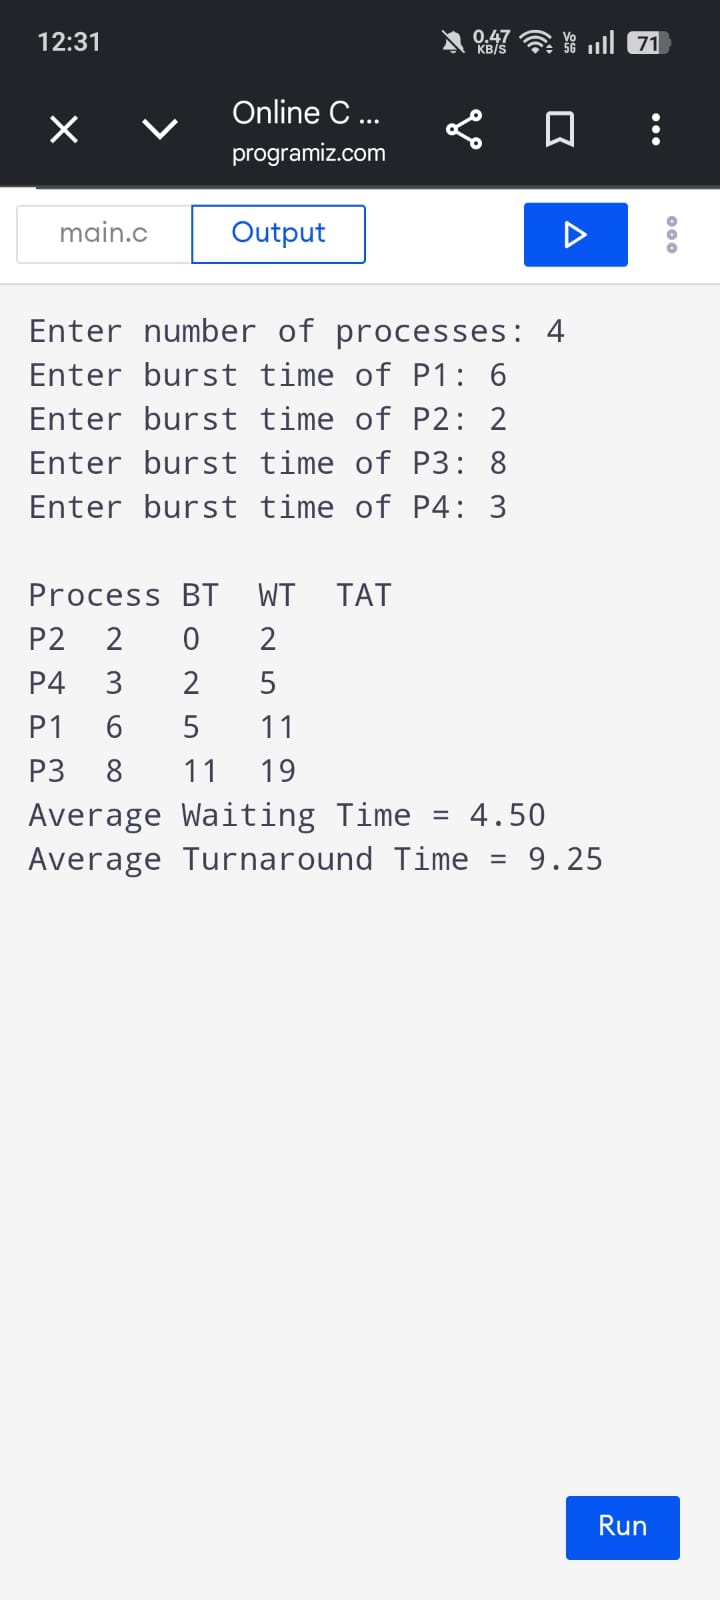 12:31
0.47
KB/S
Vo
5G
71
Online C ...
programiz.com
main.c
Output
Enter number of processes: 4
Enter burst time of P1: 6
Enter burst time of P2: 2
Enter burst time of P3: 8
Enter burst time of P4: 3
Process BT WT TAT
P2 2 0 2
P4 3 2 5
P1 6 5 11
P3 8 11 19
Average Waiting Time = 4.50
Average Turnaround Time = 9.25
Run